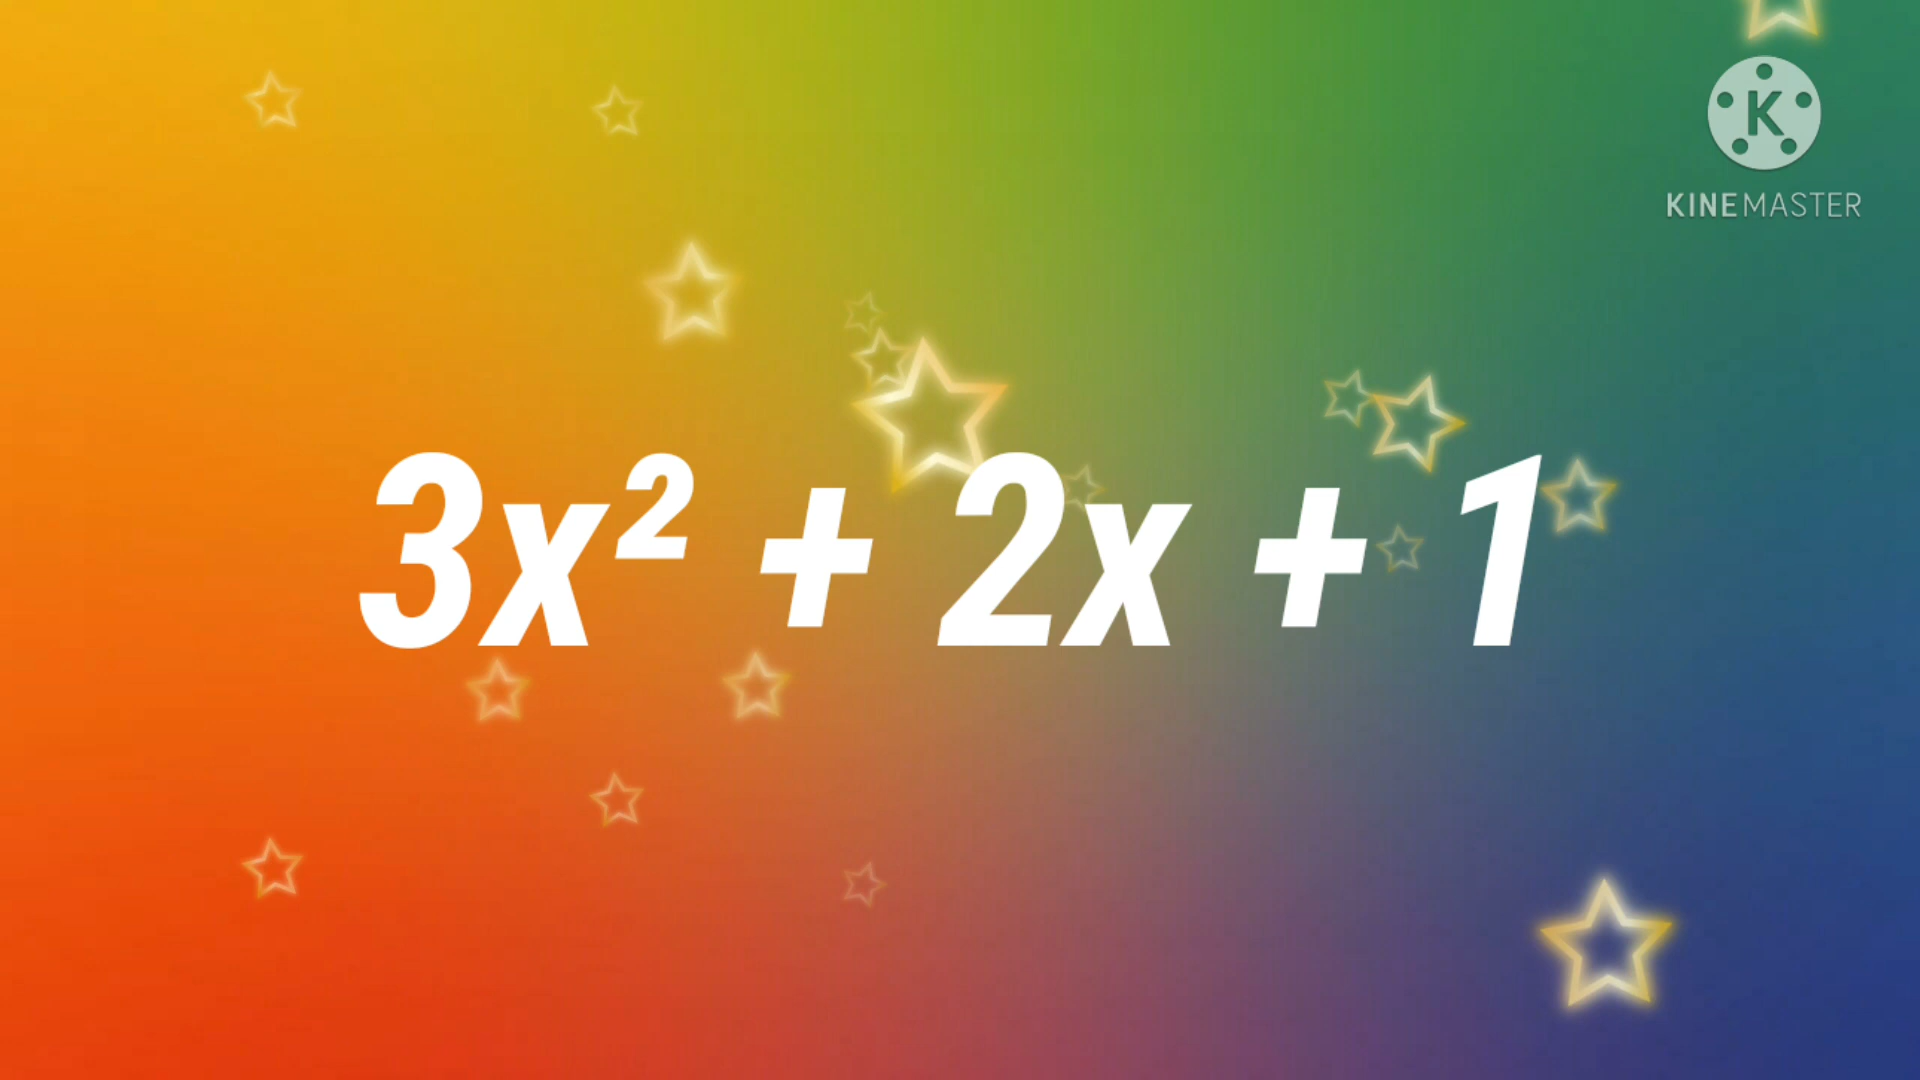 K
KINEMASTER
3x² + 2x + 1